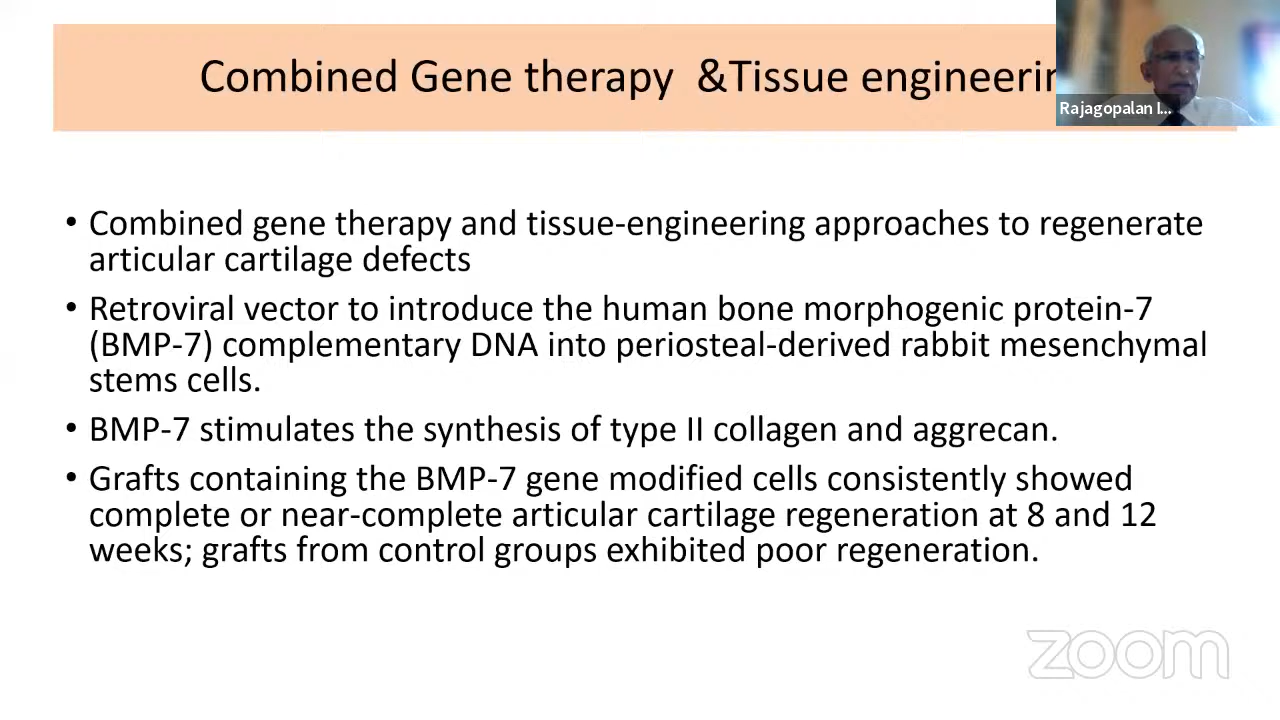 Combined Gene therapy &Tissue engineerin
Rajagopalan I...
• Combined gene therapy and tissue-engineering approaches to regenerate
articular cartilage defects
• Retroviral vector to introduce the human bone morphogenic protein-7
(BMP-7) complementary DNA into periosteal-derived rabbit mesenchymal
stems cells.
• BMP-7 stimulates the synthesis of type II collagen and aggrecan.
• Grafts containing the BMP-7 gene modified cells consistently showed
complete or near-complete articular cartilage regeneration at 8 and 12
weeks; grafts from control groups exhibited poor regeneration.
zoom